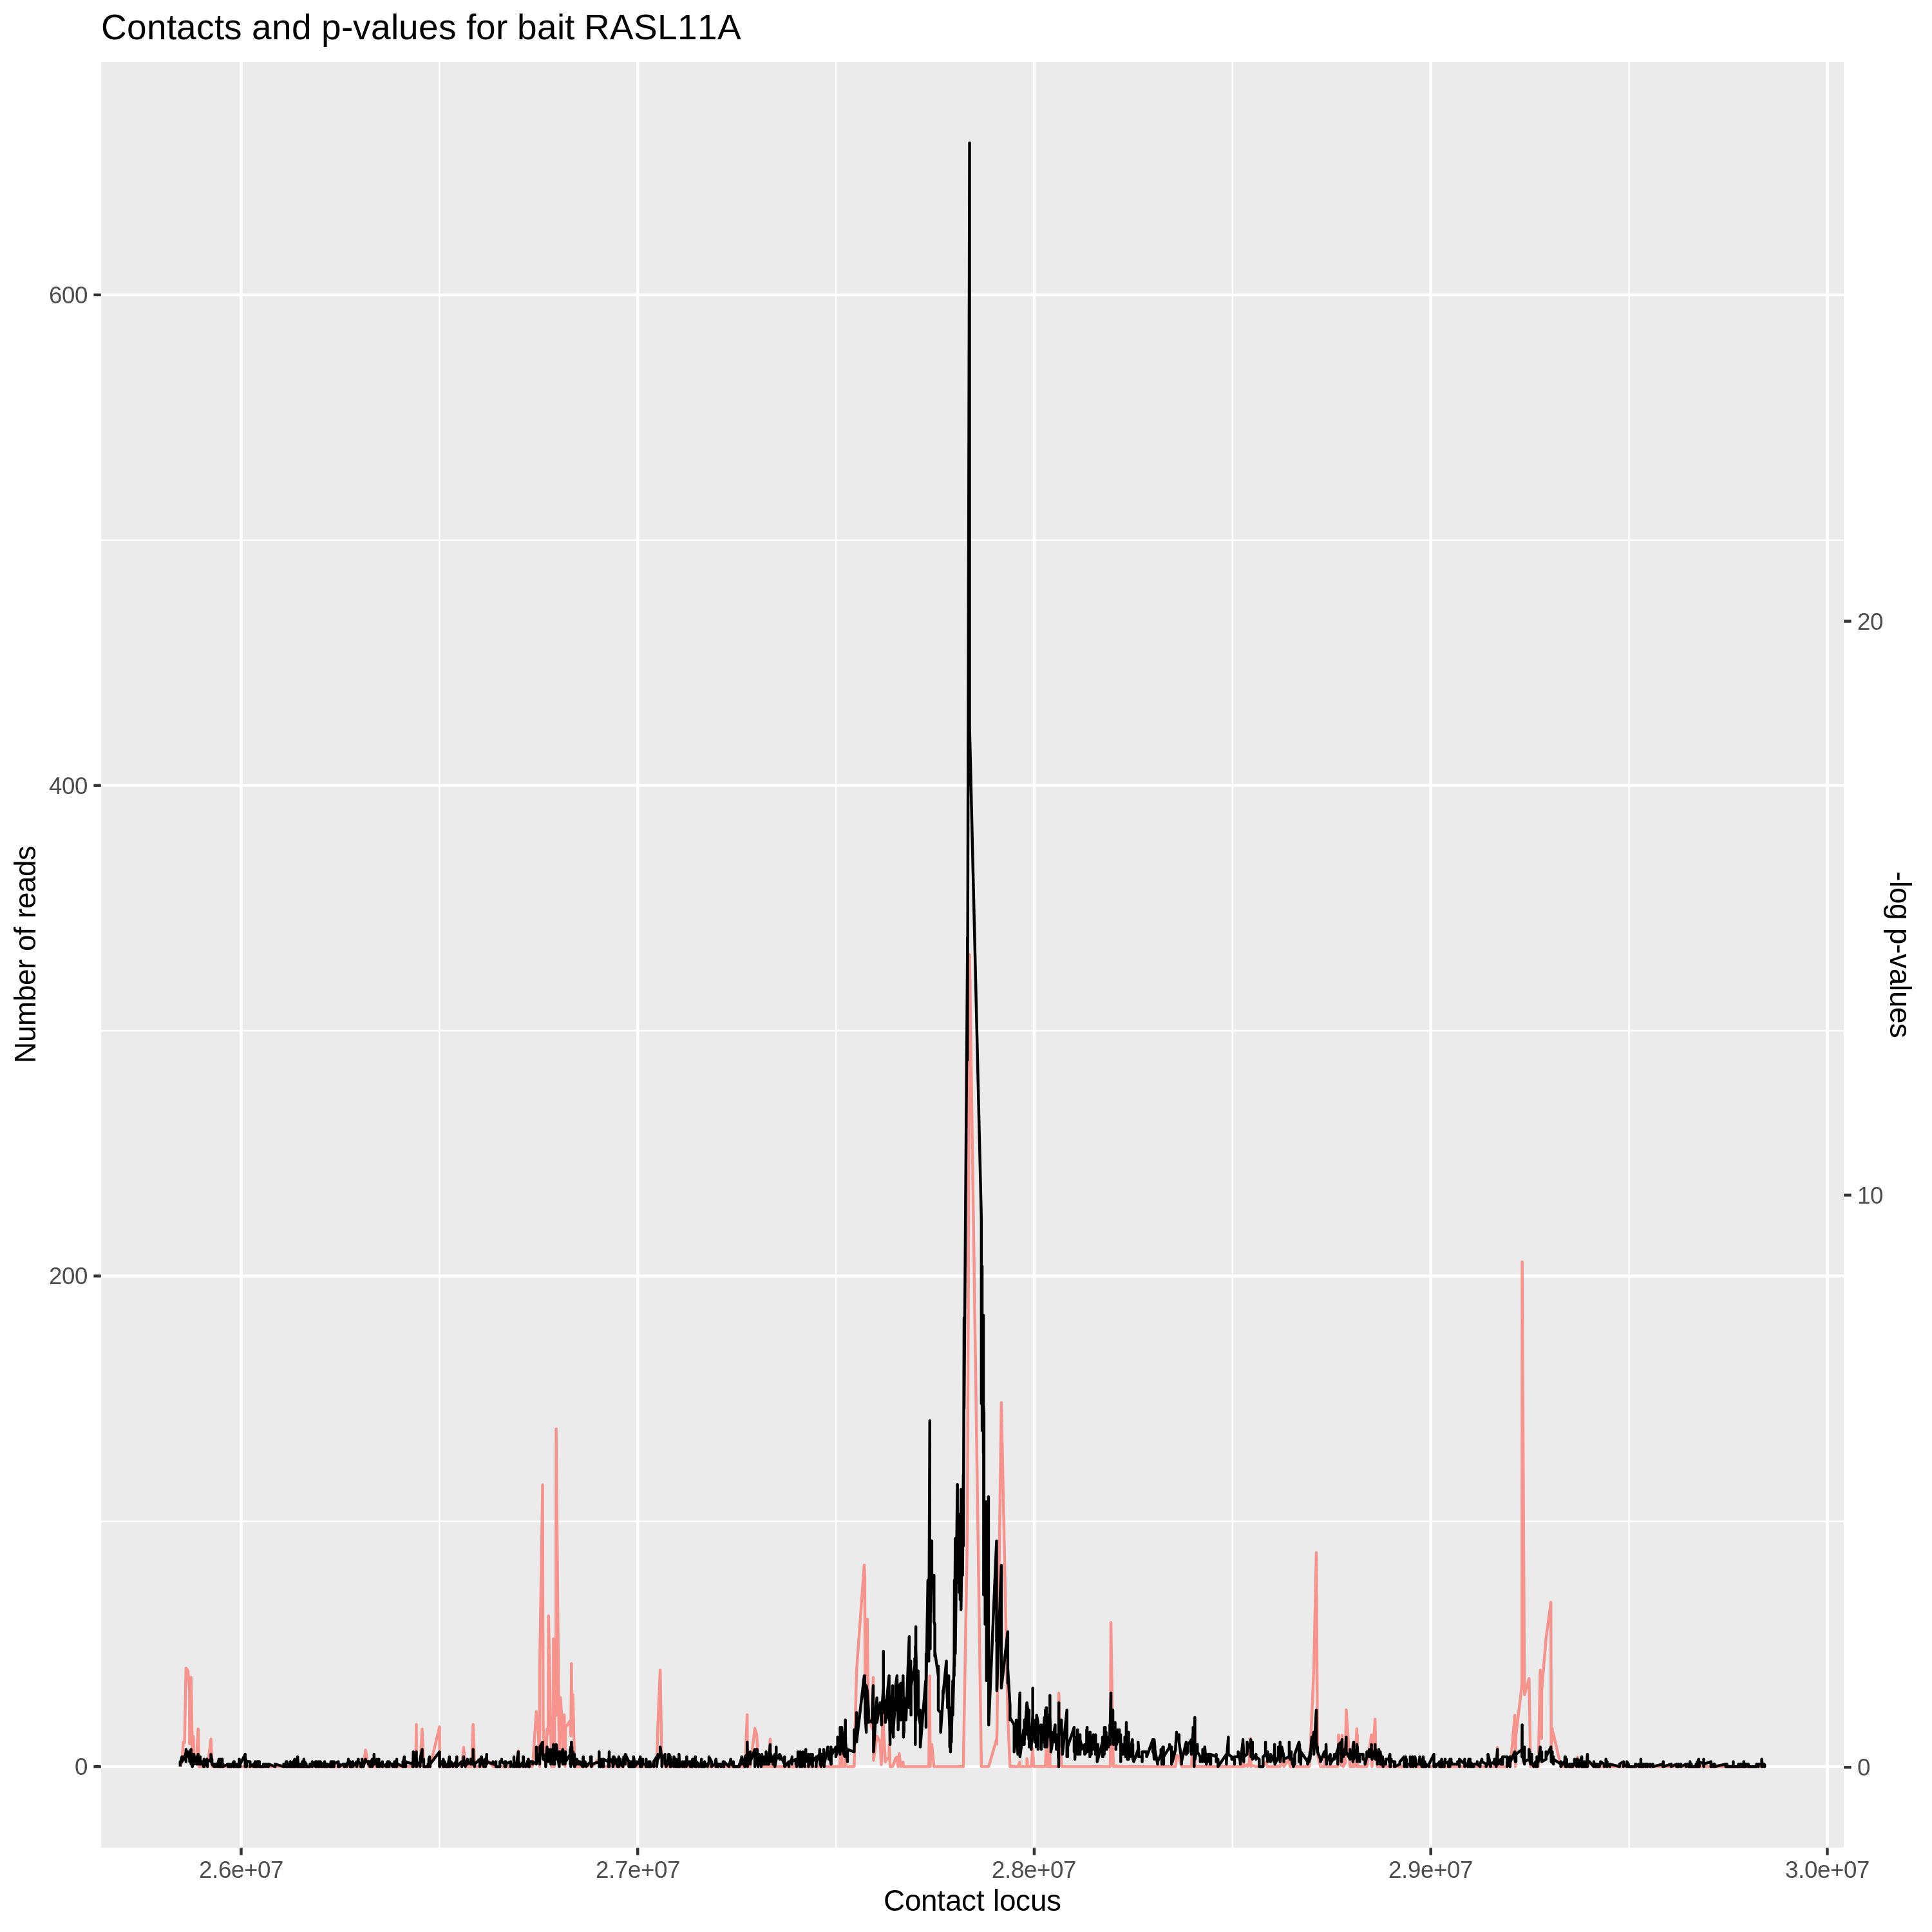 Contacts and p-values for bait RASL11A
600
400
200
0
Number of reads
20
10
0
-log p-values
2.6e+07
2.7e+07
2.8e+07
2.9e+07
3.0e+07
Contact locus